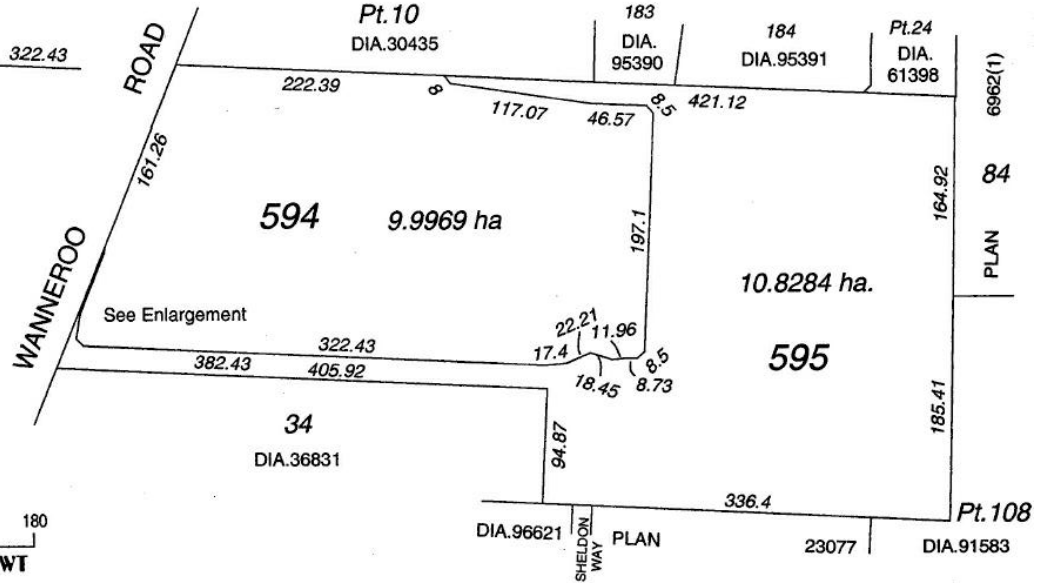 Pt.10
DIA.30435
183
DIA.
95390
184
DIA.95391
Pt.24
DIA.
61398
6962(1)
84
PLAN
322.43
ROAD
222.39
8
117.07
46.57
8.5
421.12
161.26
164.92
594
9.9969 ha
197.1
10.8284 ha.
595
WANNEROO
See Enlargement
322.43
17.4
22.21
11.96
18.45
8.73
8.5
382.43
405.92
34
DIA.36831
94.87
185.41
336.4
Pt.108
180
WT
DIA.96621
SHELDON
WAY
PLAN
23077
DIA.91583